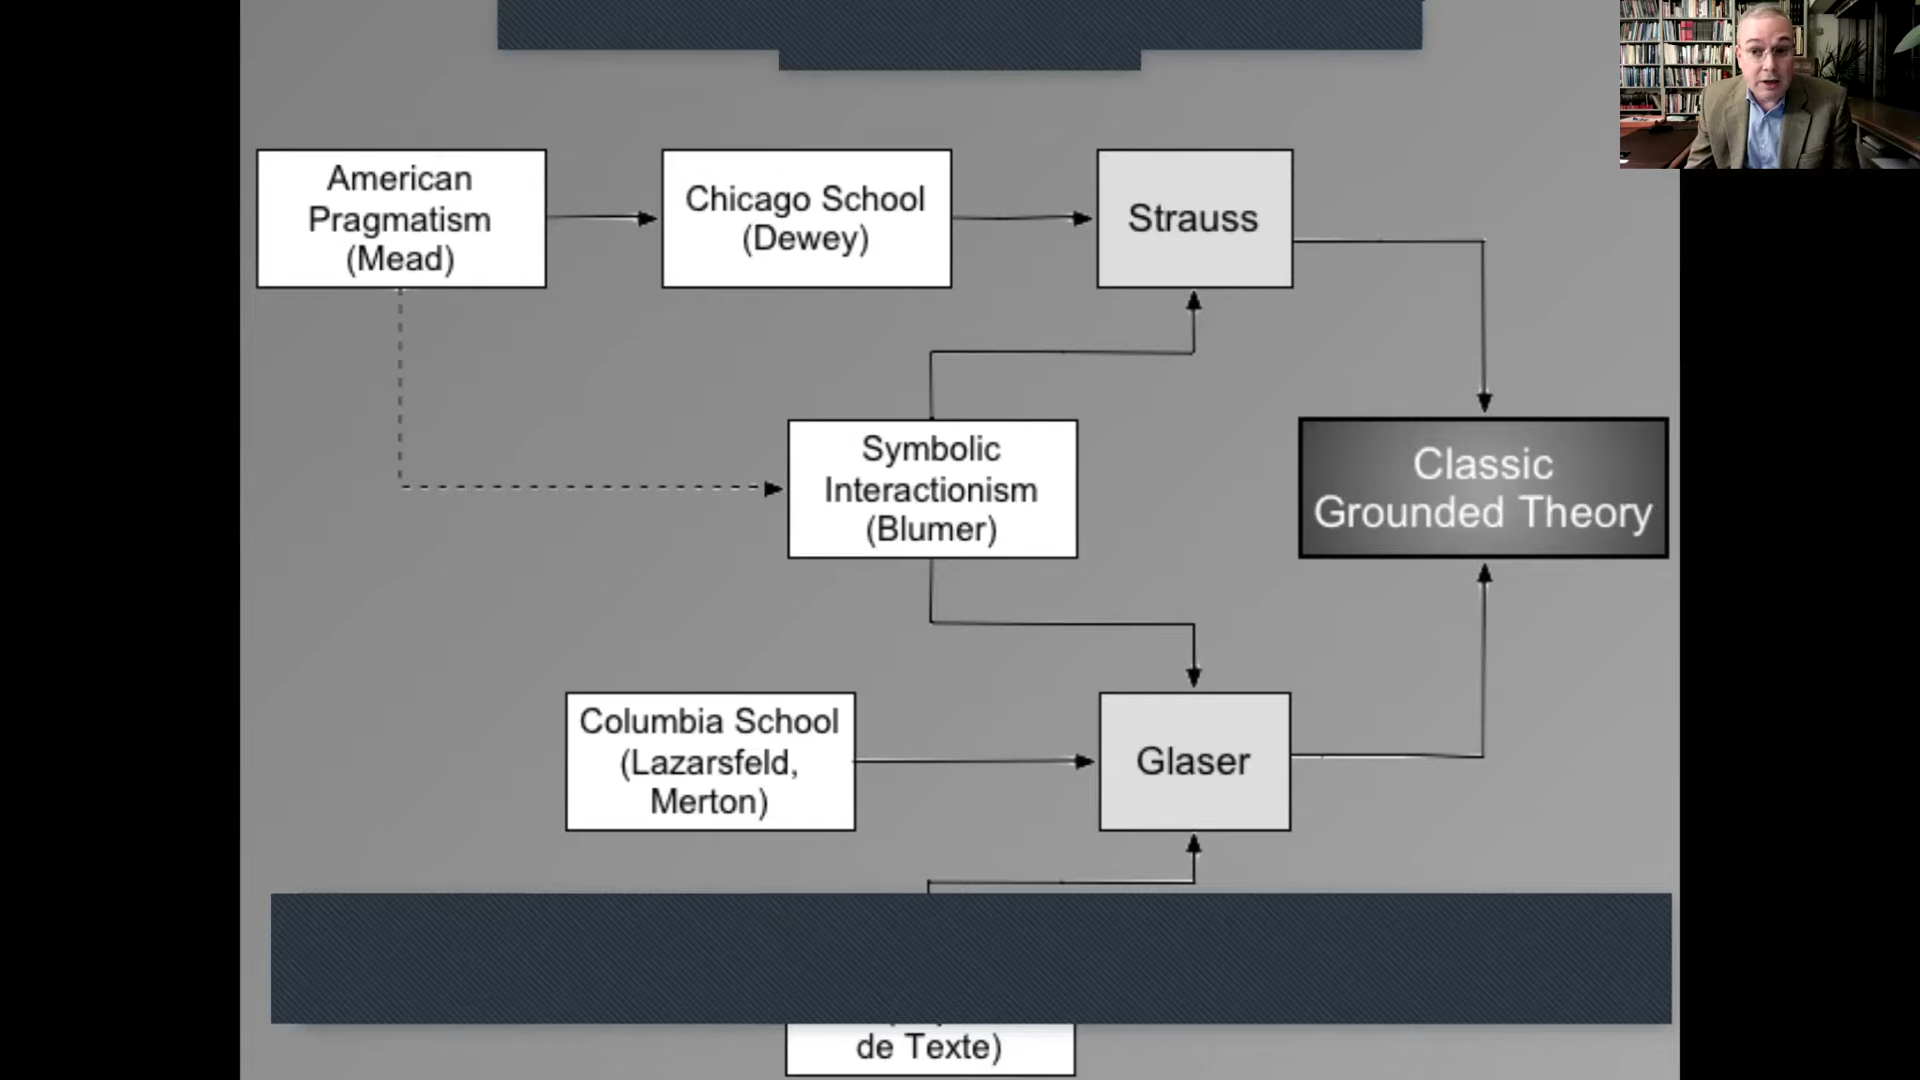 American
Pragmatism
(Mead)
Chicago School
(Dewey)
Strauss
Symbolic
Interactionism
(Blumer)
Classic
Grounded Theory
Columbia School
(Lazarsfeld,
Merton)
Glaser
de Texte)